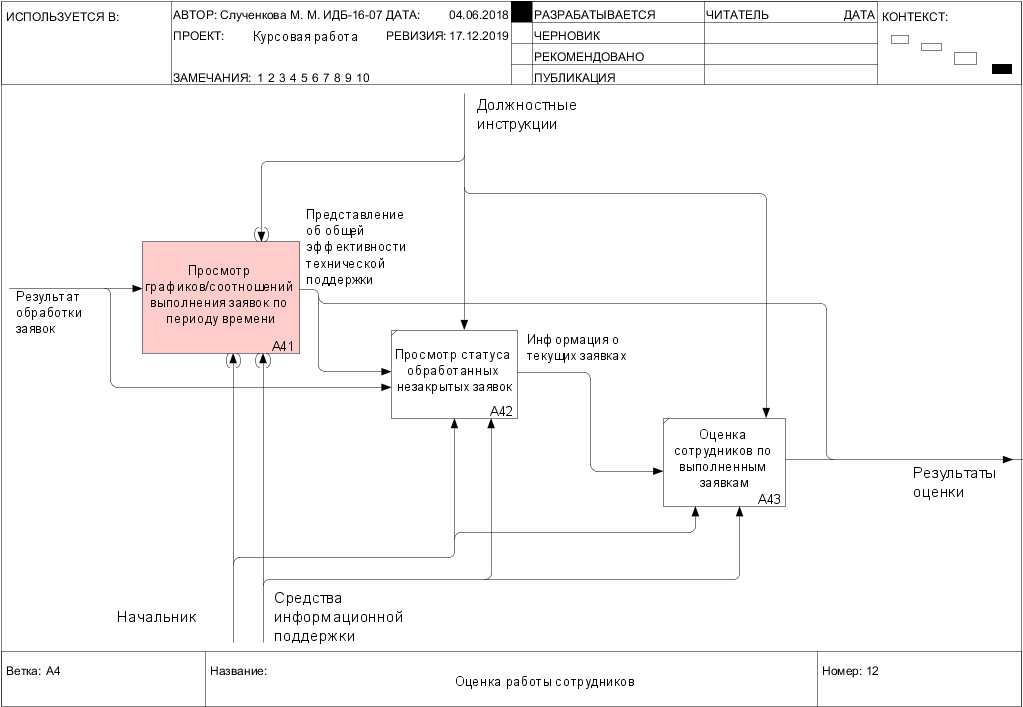 ИСПОЛЬЗУЕТСЯ В:
АВТОР: Слученкова М. М. ИДБ-16-07 ДАТА: 04.06.2018
ПРОЕКТ: Курсовая работа РЕВИЗИЯ: 17.12.2019
ЗАМЕЧАНИЯ: 1 2 3 4 5 6 7 8 9 10
РАЗРАБАТЫВАЕТСЯ
ЧЕРНОВИК
РЕКОМЕНДОВАНО
ПУБЛИКАЦИЯ
ЧИТАТЕЛЬ ДАТА
КОНТЕКСТ:
Должностные
инструкции
Представление
об общей
эффективности
технической
поддержки
Просмотр
графиков/соотношений
выполнения заявок по
периоду времени
A41
Результат
обработки
заявок
Просмотр статуса
обработанных
незакрытых заявок
A42
Информация о
текущих заявках
Оценка
сотрудников по
выполненным
заявкам
A43
Результаты
оценки
Начальник
Средства
информационной
поддержки
Ветка: A4
Название:
Оценка работы сотрудников
Номер: 12